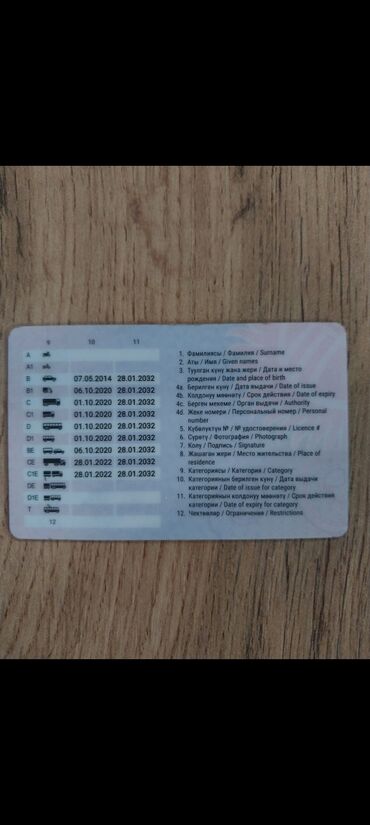 9 10 11
A
A1
B 07.05.2014 28.01.2032
B1 06.10.2020 28.01.2032
C 01.10.2020 28.01.2032
C1 01.10.2020 28.01.2032
D 01.10.2020 28.01.2032
D1 01.10.2020 28.01.2032
BE 06.10.2020 28.01.2032
CE 28.01.2022 28.01.2032
C1E 28.01.2022 28.01.2032
DE
D1E
T
12
1. Фамилиясы / Фамилия / Surname
2. Аты / Имя / Given names
3. Туулган күнү жана жери / Дата и место
рождения / Date and place of birth
4a. Берилген күнү / Дата выдачи / Date of issue
4b. Колдонуу мөөнөтү / Срок действия / Date of expiry
4c. Берген мекеме / Орган выдачи / Authority
4d. Жеке номери / Персональный номер / Personal
number
5. Күбөлүктүн № / № удостоверения / Licence #
6. Сүрөтү / Фотография / Photograph
7. Колу / Подпись / Signature
8. Жашаган жери / Место жительства / Place of
residence
9. Категориясы / Категория / Category
10. Категориянын берилген күнү / Дата выдачи
категории / Date of issue for category
11. Категориянын колдонуу мөөнөтү / Срок действия
категории / Date of expiry for category
12. Чектөөлөр / Ограничения / Restrictions